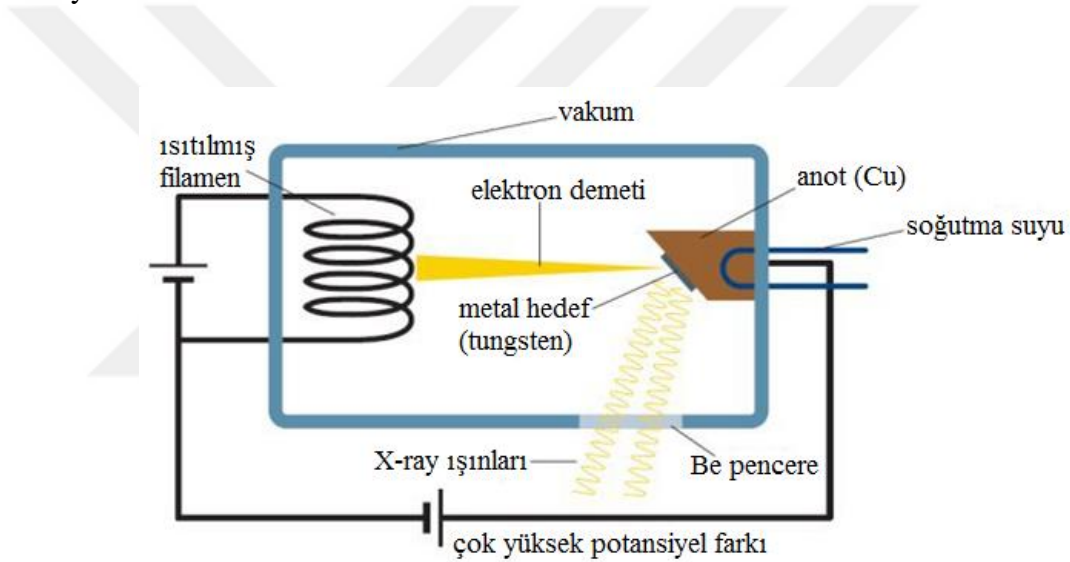 vakum
ısıtılmış
filamen
elektron demeti
anot (Cu)
soğutma suyu
metal hedef
(tungsten)
X-ray ışınları
Be pencere
çok yüksek potansiyel farkı